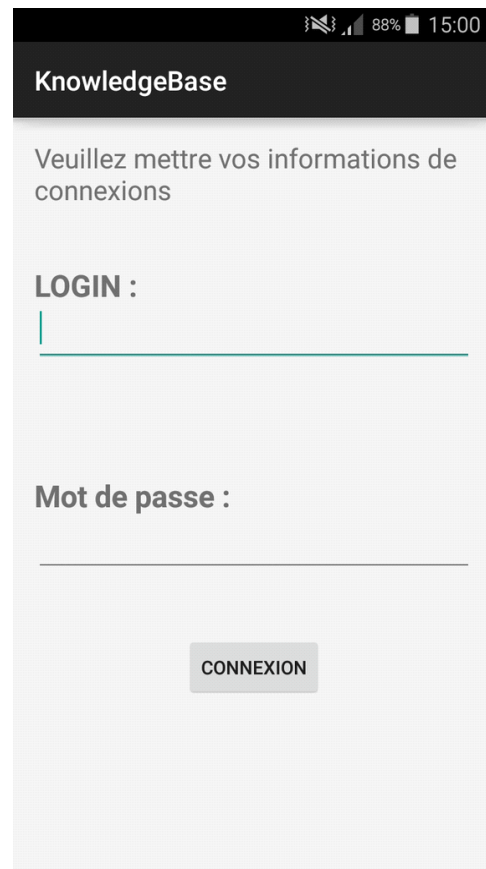 88% 15:00
KnowledgeBase
Veuillez mettre vos informations de
connexions
LOGIN :
Mot de passe :
CONNEXION